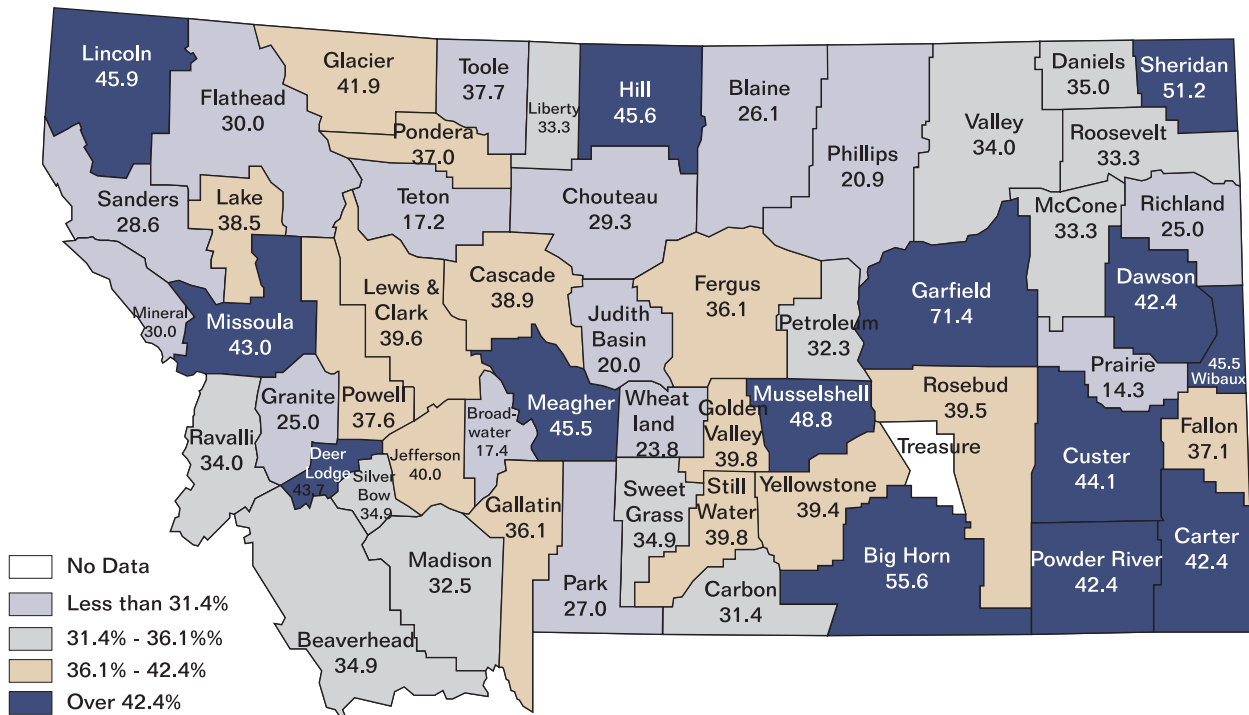 Lincoln
45.9
Flathead
30.0
Glacier
41.9
Toole
37.7
Liberty
33.3
Hill
45.6
Blaine
26.1
Phillips
20.9
Valley
34.0
Daniels
35.0
Sheridan
51.2
Roosevelt
33.3
Pondera
37.0
Teton
17.2
Chouteau
29.3
Sanders
28.6
Lake
38.5
McCone
33.3
Richland
25.0
Dawson
42.4
Mineral
30.0
Missoula
43.0
Lewis &
Clark
39.6
Cascade
38.9
Judith
Basin
20.0
Fergus
36.1
Petroleum
32.3
Garfield
71.4
Prairie
14.3
45.5
Wibaux
Granite
25.0
Powell
37.6
Broad-
water
17.4
Meagher
45.5
Wheat
land
23.8
Golden
Valley
39.8
Musselshell
48.8
Rosebud
39.5
Treasure
Custer
44.1
Fallon
37.1
Ravalli
34.0
Deer
Lodge
43.7
Silver
Bow
34.9
Jefferson
40.0
Gallatin
36.1
Sweet
Grass
34.9
Still
Water
39.8
Yellowstone
39.4
Big Horn
55.6
Powder River
42.4
Carter
42.4
Madison
32.5
Park
27.0
Carbon
31.4
Beaverhead
34.9
No Data
Less than 31.4%
31.4% - 36.1%%
36.1% - 42.4%
Over 42.4%